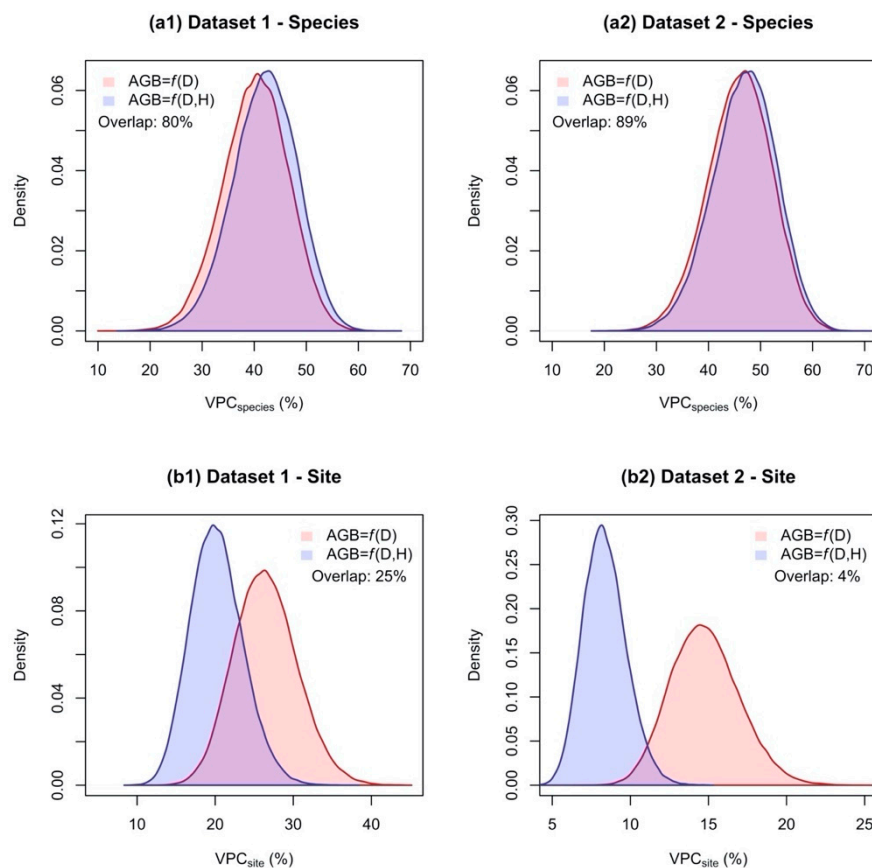 (a1) Dataset 1 - Species
AGB=f(D)
AGB=f(D,H)
Overlap: 80%
Density
0.00
0.02
0.04
0.06
10 20 30 40 50 60 70
VPCspecies (%)
(a2) Dataset 2 - Species
AGB=f(D)
AGB=f(D,H)
Overlap: 89%
Density
0.00
0.02
0.04
0.06
10 20 30 40 50 60 70
VPCspecies (%)
(b1) Dataset 1 - Site
AGB=f(D)
AGB=f(D,H)
Overlap: 25%
Density
0.00
0.04
0.08
0.12
10 20 30 40
VPCsite (%)
(b2) Dataset 2 - Site
AGB=f(D)
AGB=f(D,H)
Overlap: 4%
Density
0.00
0.05
0.10
0.15
0.20
0.25
0.30
5 10 15 20 25
VPCsite (%)